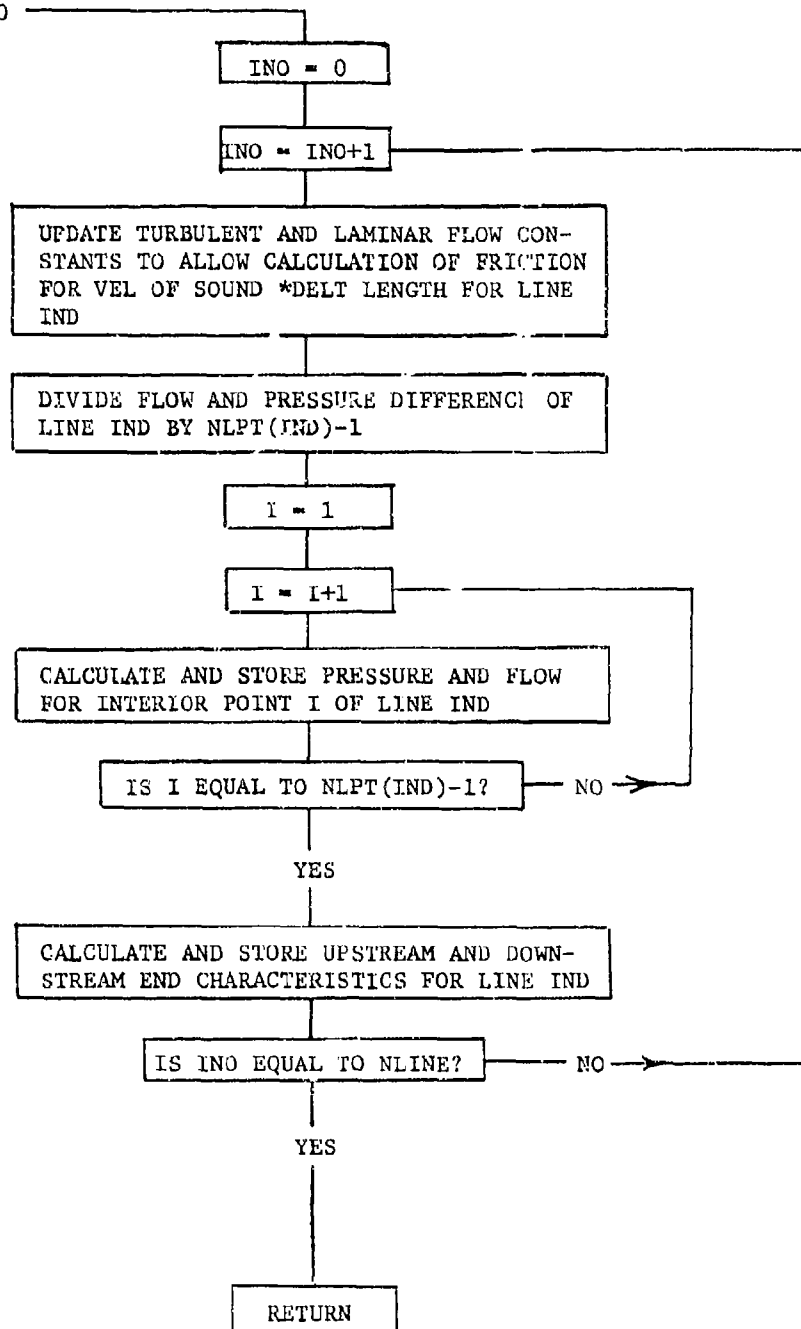 INO = 0
INO = INO+1
UPDATE TURBULENT AND LAMINAR FLOW CON-
STANTS TO ALLOW CALCULATION OF FRICTION
FOR VEL OF SOUND *DELT LENGTH FOR LINE
IND
DIVIDE FLOW AND PRESSURE DIFFERENCE OF
LINE IND BY NLPT(IND)-1
I = 1
I = I+1
CALCULATE AND STORE PRESSURE AND FLOW
FOR INTERIOR POINT I OF LINE IND
IS I EQUAL TO NLPT(IND)-1?
NO
YES
CALCULATE AND STORE UPSTREAM AND DOWN-
STREAM END CHARACTERISTICS FOR LINE IND
IS INO EQUAL TO NLINE?
NO
YES
RETURN